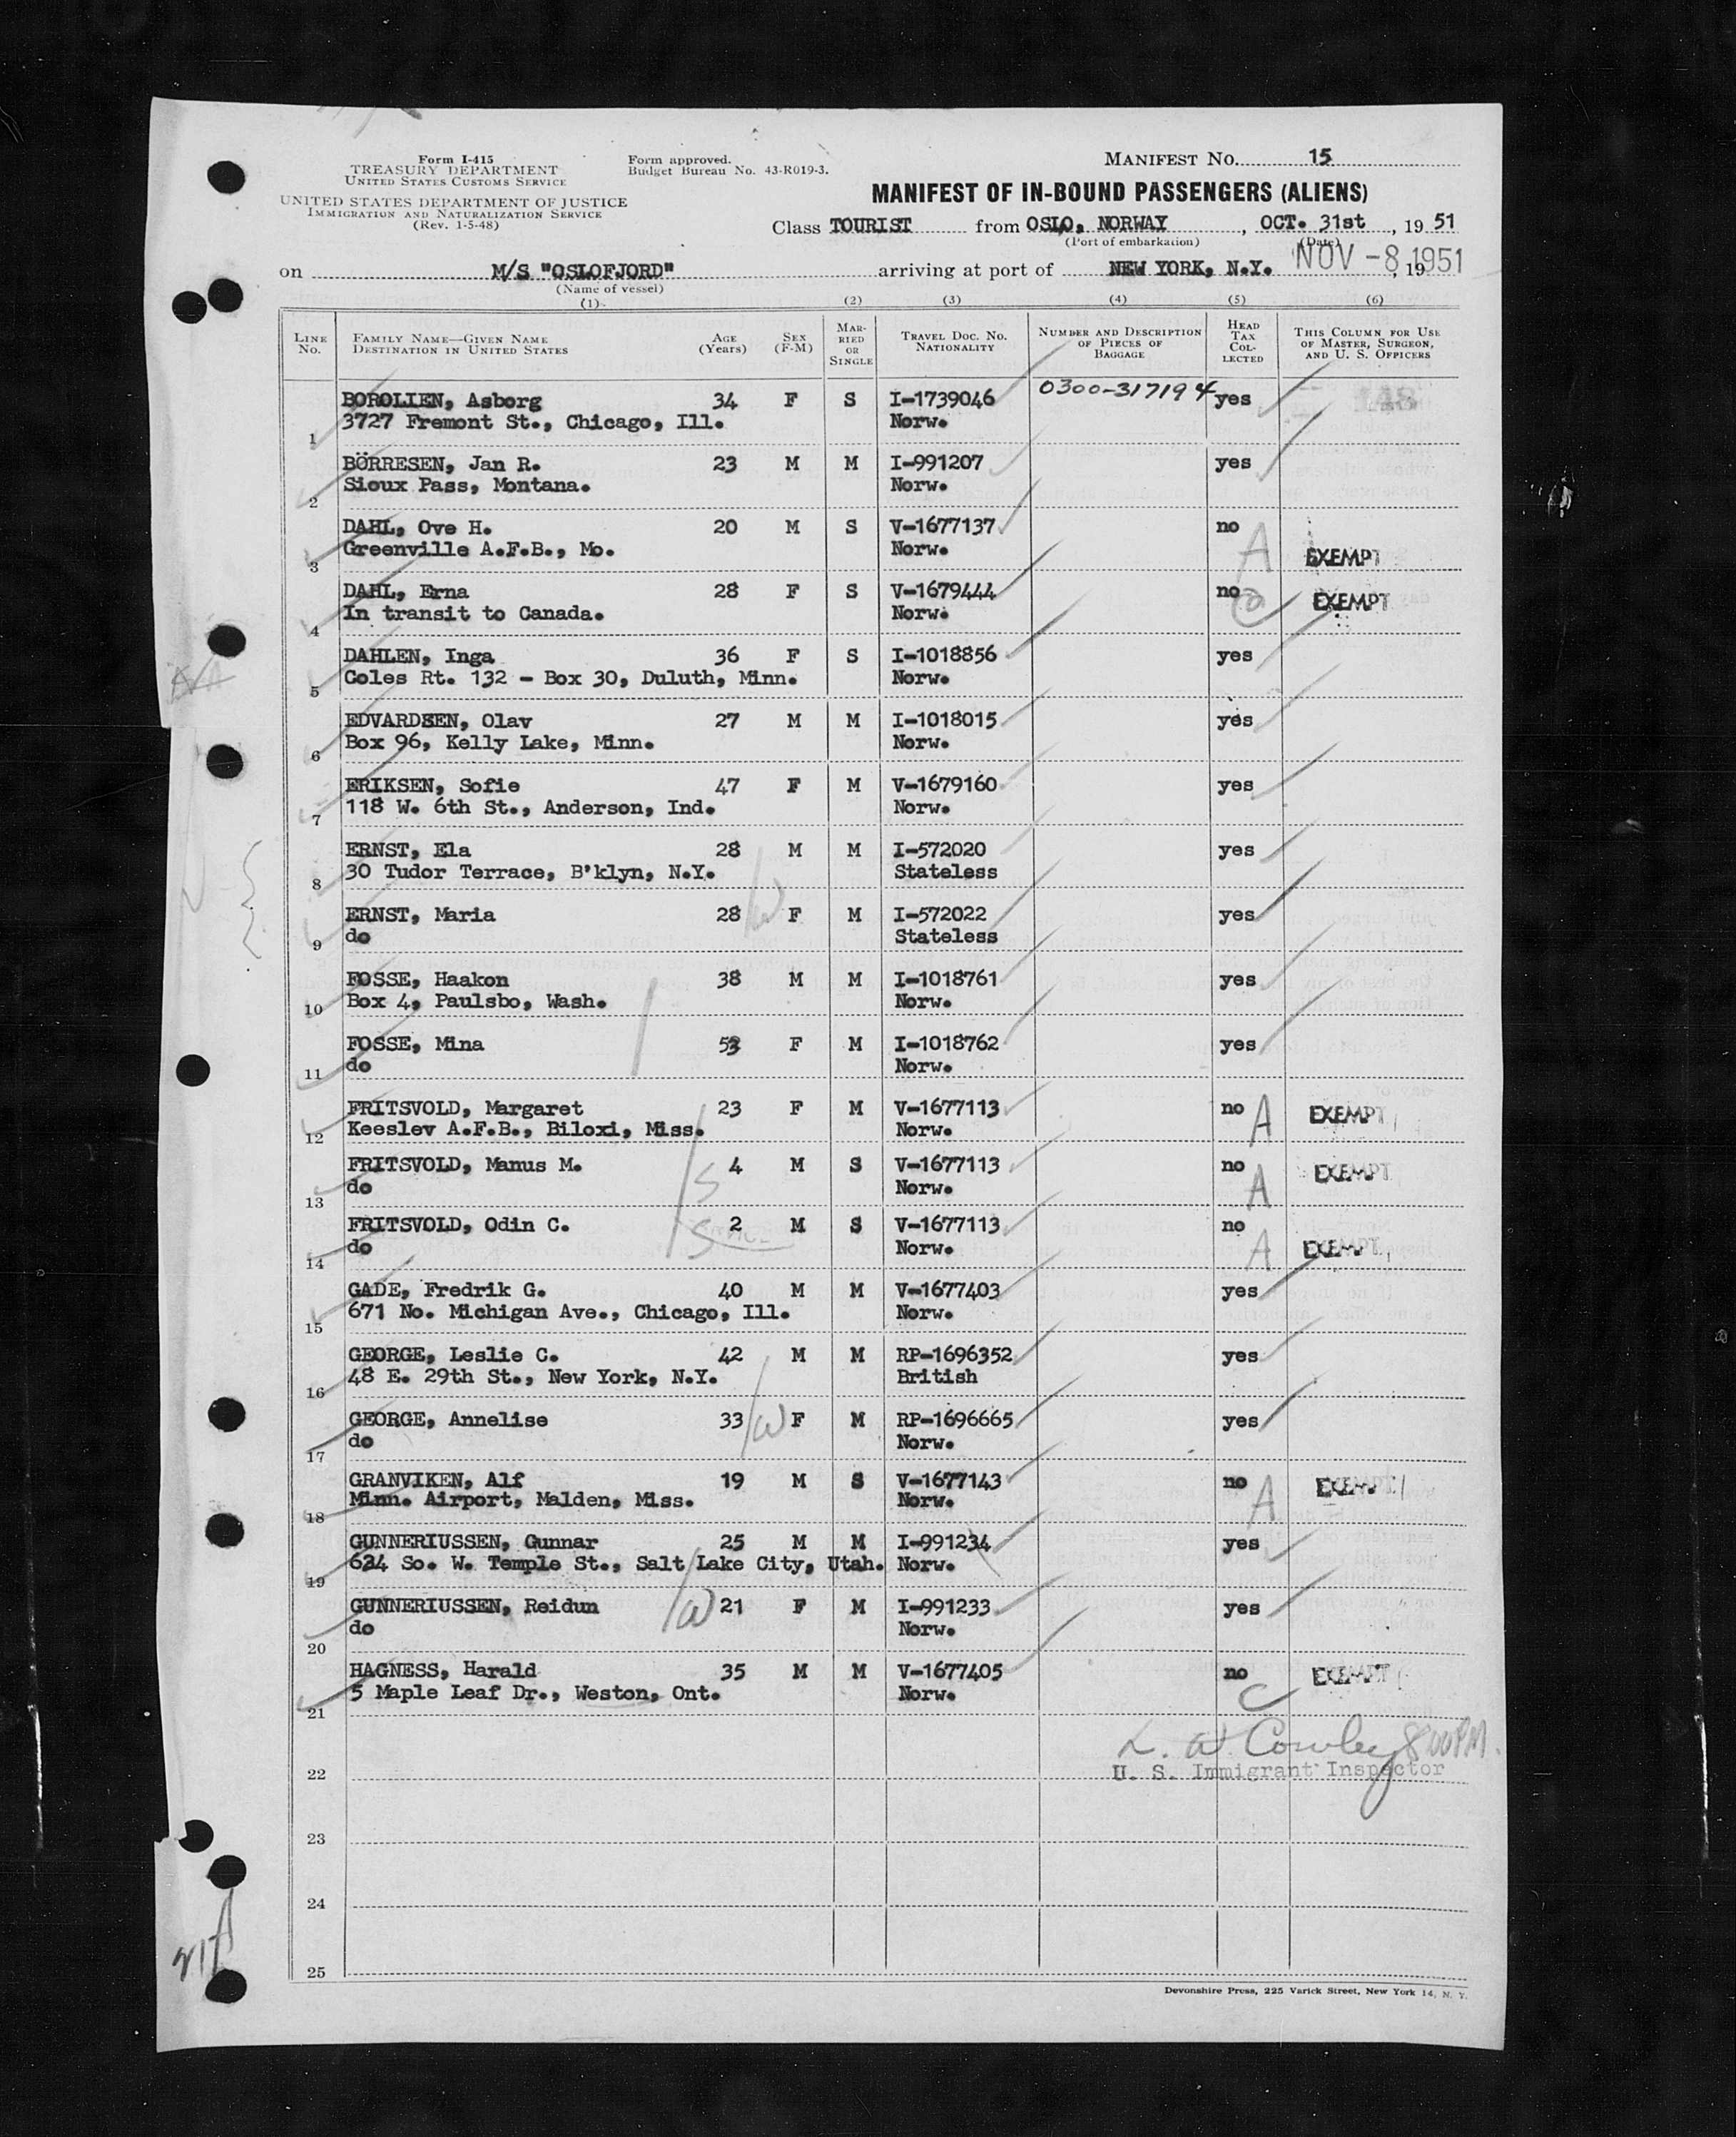 Form I-415
TREASURY DEPARTMENT
UNITED STATES CUSTOMS SERVICE
UNITED STATES DEPARTMENT OF JUSTICE
IMMIGRATION AND NATURALIZATION SERVICE
(Rev. 1-5-48)
Form approved.
Budget Bureau No. 43-R019-3.
MANIFEST NO. 15
MANIFEST OF IN-BOUND PASSENGERS (ALIENS)
Class TOURIST from OSLO, NORWAY, OCT. 31st, 19 51
(Port of embarkation) (Date)
on M/S "OSLOFJORD" arriving at port of NEW YORK, N.Y. NOV -8 1951, 19
(Name of vessel)
(1) (2) (3) (4) (5) (6)
LINE NO. FAMILY NAME—GIVEN NAME DESTINATION IN UNITED STATES AGE (Years) SEX (F-M) MARRIED OR SINGLE TRAVEL DOC. NO. NATIONALITY NUMBER AND DESCRIPTION OF PIECES OF BAGGAGE HEAD TAX COLLECTED THIS COLUMN FOR USE OF MASTER, SURGEON, AND U. S. OFFICERS
BOROLIEN, Asborg 34 F S I-1739046 0300-317194 yes
1 3727 Fremont St., Chicago, Ill. Norw.
BÖRRESEN, Jan R. 23 M M I-991207 yes
2 Sioux Pass, Montana. Norw.
DAHL, Ove H. 20 M S V-1677137 no A
3 Greenville A.F.B., Mo. Norw. EXEMPT
DAHL, Erna 28 F S V-1679444 no EXEMPT
4 In transit to Canada. Norw.
DAHLEN, Inga 36 F S I-1018856 yes
5 Coles Rt. 132 - Box 30, Duluth, Minn. Norw.
EDVARDSEN, Olav 27 M M I-1018015 yes
6 Box 96, Kelly Lake, Minn. Norw.
ERIKSEN, Sofie 47 F M V-1679160 yes
7 118 W. 6th St., Anderson, Ind. Norw.
ERNST, Ela 28 M M I-572020 yes
8 30 Tudor Terrace, B'klyn, N.Y. Stateless
ERNST, Maria 28 W F M I-572022 yes
9 do Stateless
FOSSE, Haakon 38 M M I-1018761 yes
10 Box 4, Paulsbo, Wash. Norw.
FOSSE, Mina 53 F M I-1018762 yes
11 do Norw.
FRITSVOLD, Margaret 23 F M V-1677113 no A EXEMPT
12 Keeslev A.F.B., Biloxi, Miss. Norw.
FRITSVOLD, Manus M. 4 M S V-1677113 no EXEMPT
13 do S Norw. A
FRITSVOLD, Odin C. 2 M S V-1677113 no
14 do S Norw. A EXEMPT
GADE, Fredrik G. 40 M M V-1677403 yes
15 671 No. Michigan Ave., Chicago, Ill. Norw.
GEORGE, Leslie C. 42 M M RP-1696352 yes
16 48 E. 29th St., New York, N.Y. British
GEORGE, Annelise 33 W F M RP-1696665 yes
17 do Norw.
GRANVIKEN, Alf 19 M S V-1677143 no A EXEMPT
18 Minn. Airport, Malden, Miss. Norw.
GUNNERIUSSEN, Gunnar 25 M M I-991234 yes
19 634 So. W. Temple St., Salt Lake City, Utah. Norw.
GUNNERIUSSEN, Reidun W 21 F M I-991233 yes
20 do Norw.
HAGNESS, Harald 35 M M V-1677405 no EXEMPT
21 5 Maple Leaf Dr., Weston, Ont. Norw. C
L. W. Cowley 8:00 PM.
22 U. S. Immigrant Inspector
23
24
25
Devonshire Press, 225 Varick Street, New York 14, N. Y.